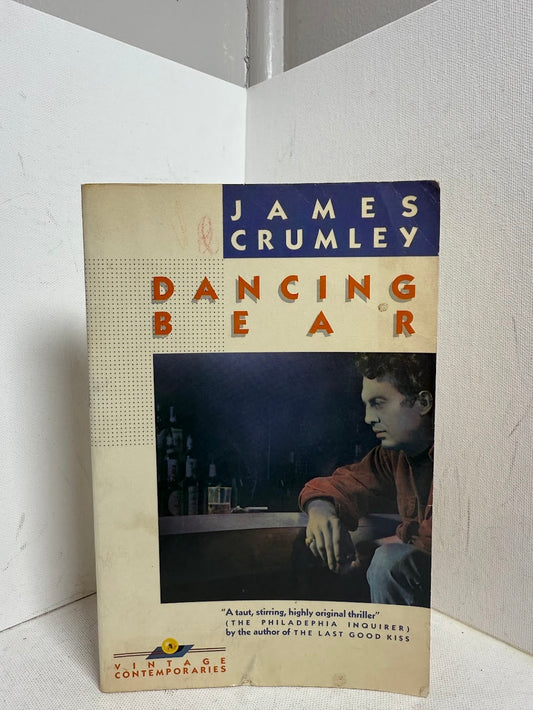 JAMES
CRUMLEY
DANCING
BEAR
"A taut, stirring, highly original thriller"
(THE PHILADEPHIA INQUIRER)
by the author of THE LAST GOOD KISS
VINTAGE
CONTEMPORARIES